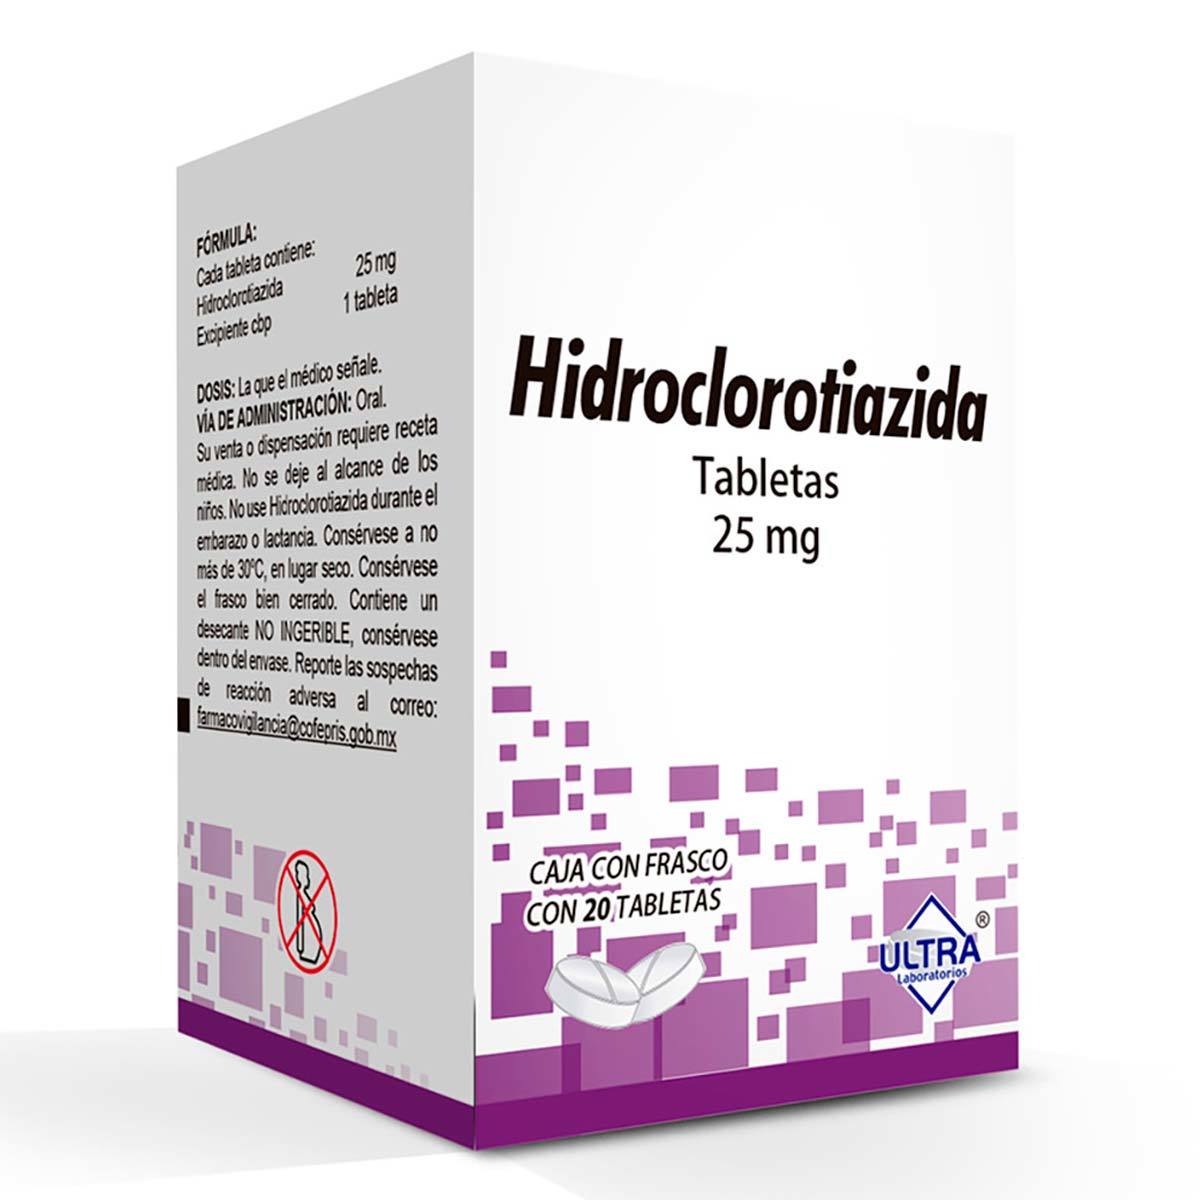 FÓRMULA:
Cada tableta contiene:
Hidroclorotiazida 25 mg
Excipiente cbp 1 tableta
DOSIS: La que el médico señale.
VÍA DE ADMINISTRACIÓN: Oral.
Su venta o dispensación requiere receta
médica. No se deje al alcance de los
niños. No use Hidroclorotiazida durante el
embarazo o lactancia. Consérvese a no
más de 30ºC, en lugar seco. Consérvese
el frasco bien cerrado. Contiene un
desecante NO INGERIBLE, consérvese
dentro del envase. Reporte las sospechas
de reacción adversa al correo:
farmacovigilancia@cofepris.gob.mx
Hidroclorotiazida
Tabletas
25 mg
CAJA CON FRASCO
CON 20 TABLETAS
ULTRA ®
Laboratorios